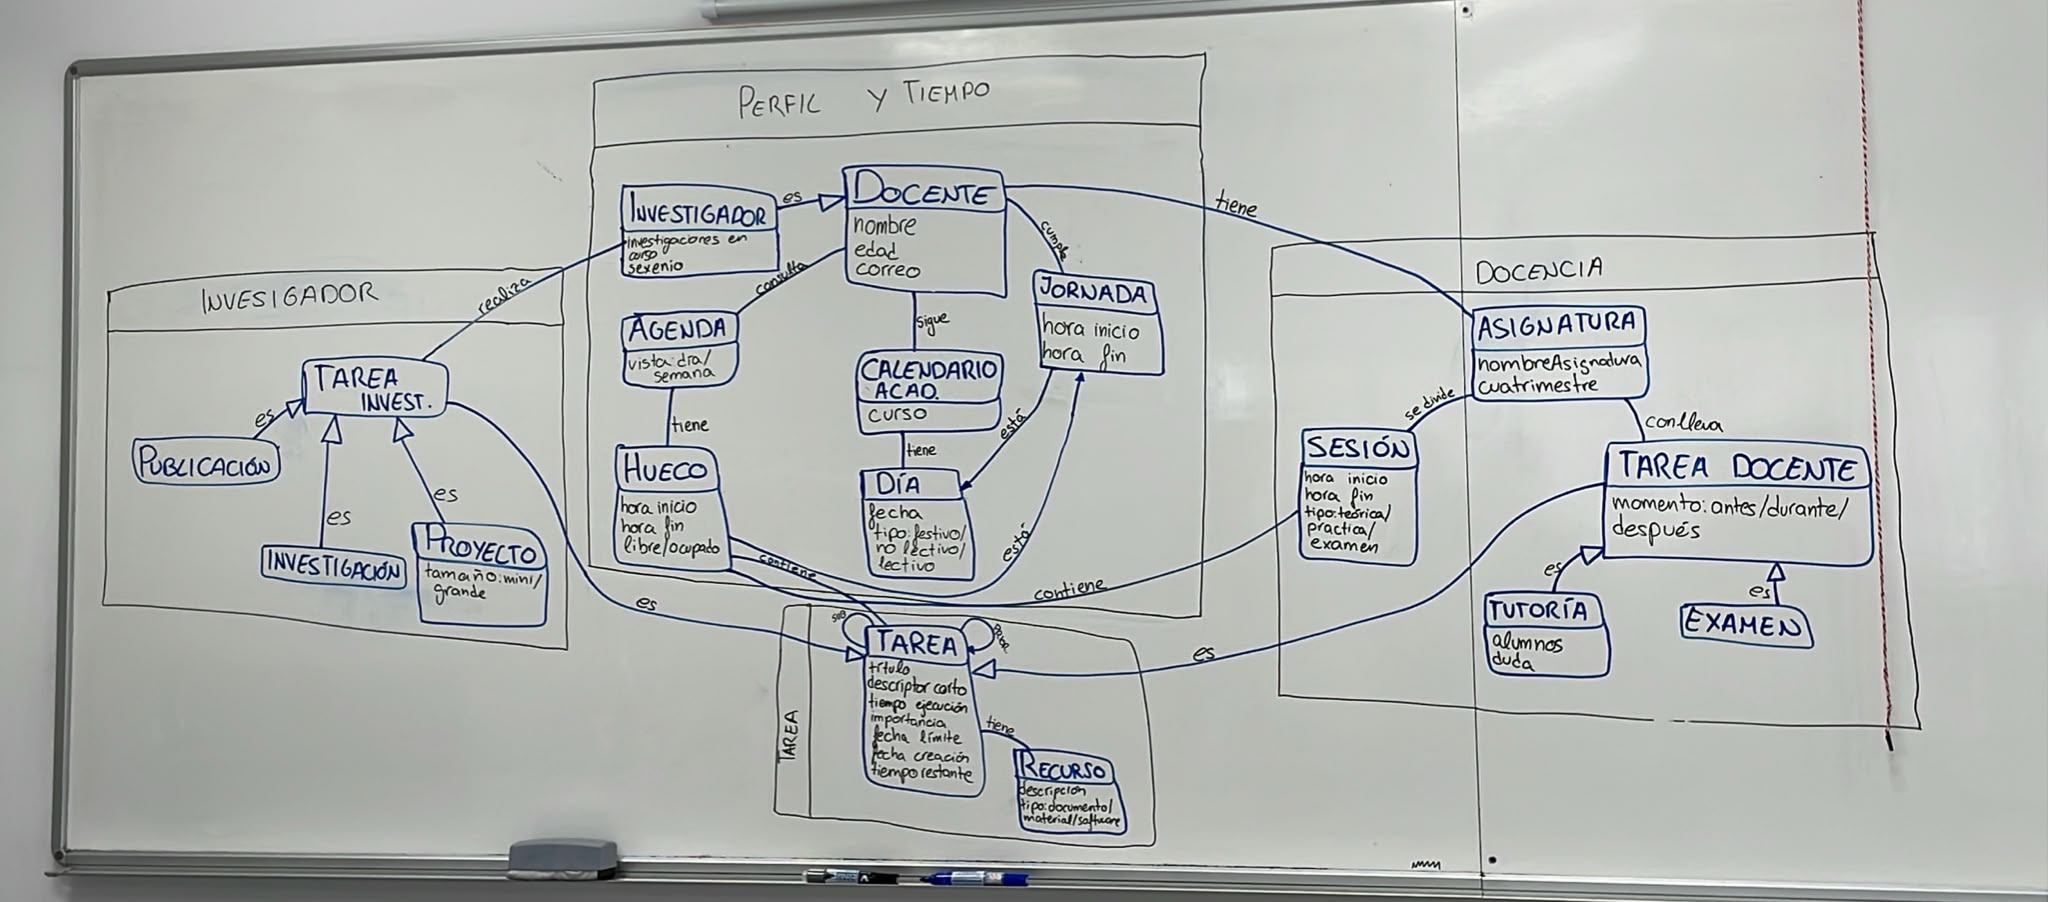 PERFIL Y TIEMPO
INVESTIGADOR
investigaciones en
curso
sexenio
es
DOCENTE
nombre
edad
correo
cumple
tiene
consulta
realiza
JORNADA
hora inicio
hora fin
AGENDA
vista: día/
semana
sigue
CALENDARIO
ACAD.
curso
está
tiene
tiene
HUECO
hora inicio
hora fin
libre/ocupado
DÍA
fecha
tipo: festivo/
no lectivo/
lectivo
está
contiene
contiene
INVESIGADOR
TAREA
INVEST.
es
PUBLICACIÓN
es
es
INVESTIGACIÓN
PROYECTO
tamaño: mini/
grande
es
DOCENCIA
ASIGNATURA
nombreAsignadura
cuatrimestre
se divide
conlleva
SESIÓN
hora inicio
hora fin
tipo: teórica/
practica/
examen
TAREA DOCENTE
momento: antes/durante/
después
es
es
TUTORÍA
alumnos
duda
EXAMEN
es
TAREA
sub
TAREA
título
descriptor corto
tiempo ejecución
importancia
fecha límite
fecha creación
tiempo restante
tiene
RECURSO
descripción
tipo: documento/
material/software